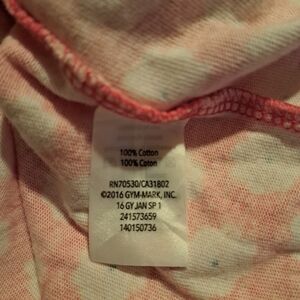 100% Cotton
100% Coton
RN70530/CA31802
©2016 GYM-MARK, INC.
16 GY JAN SP 1
241573659
140150736